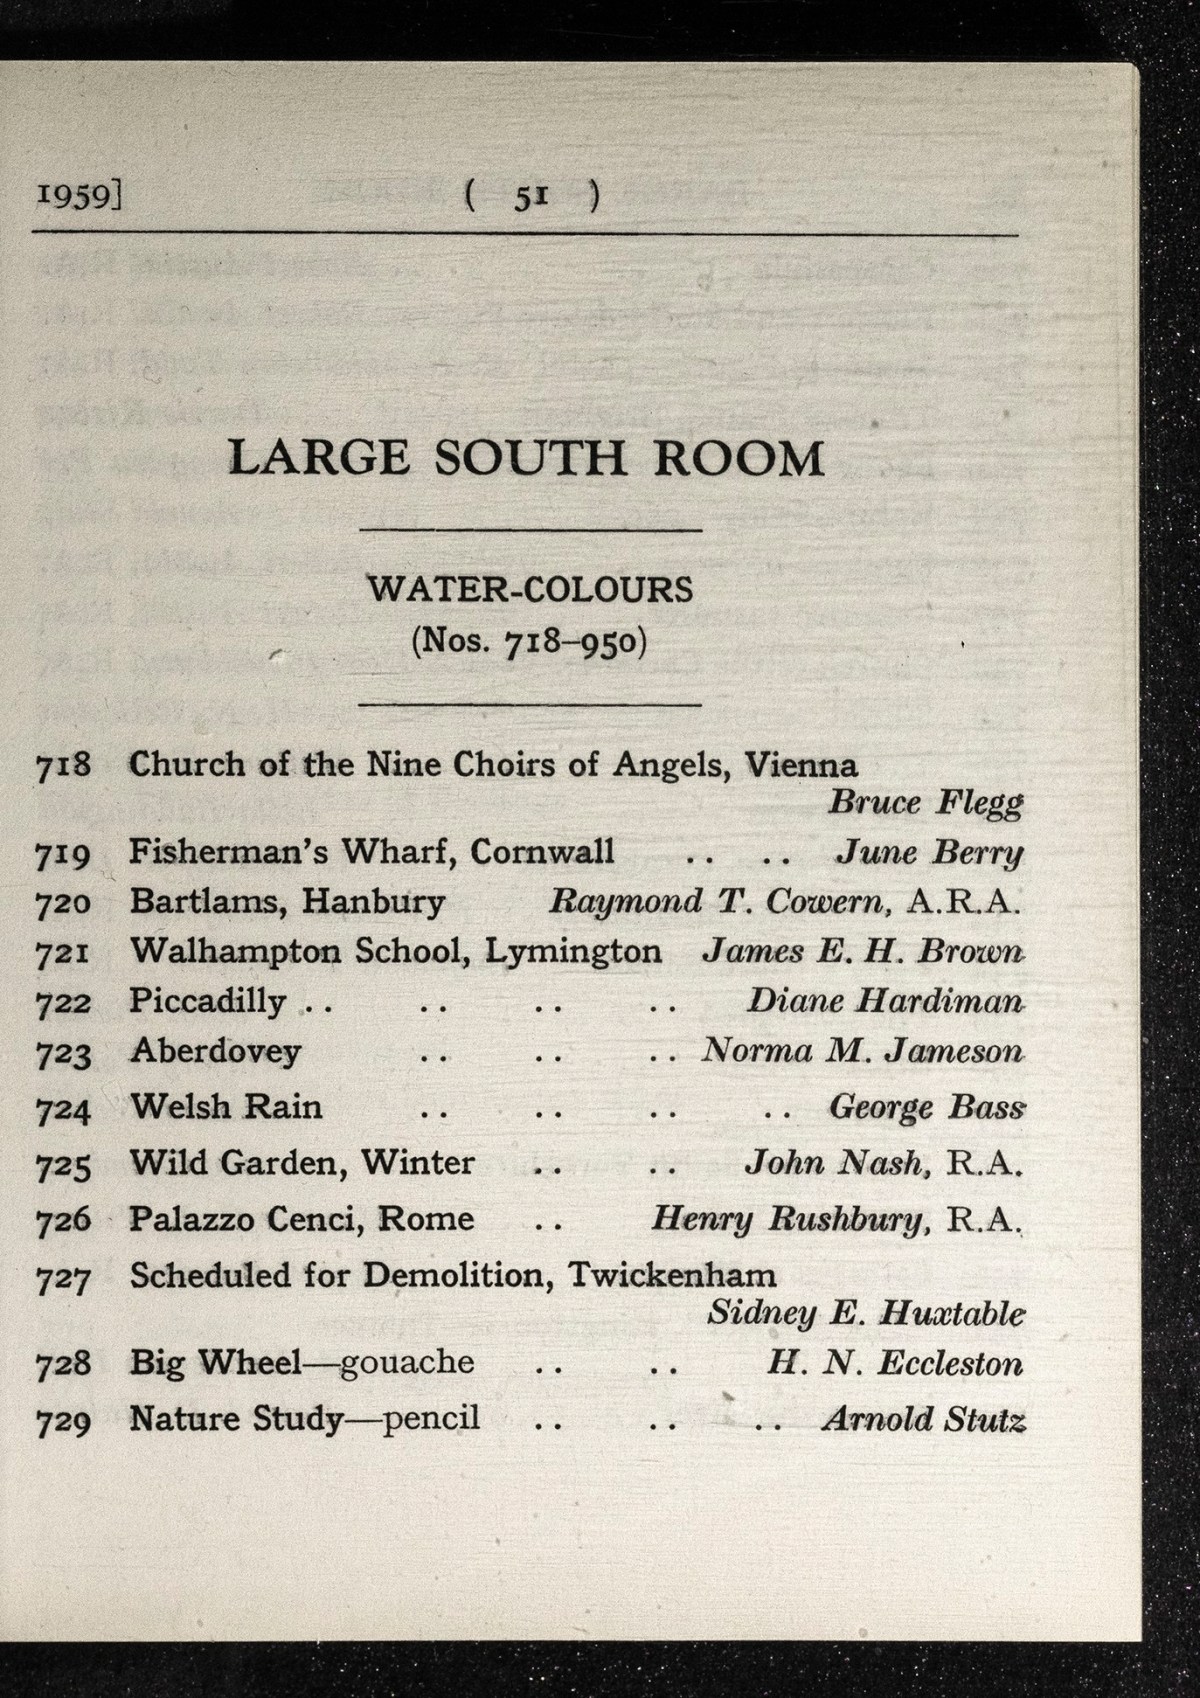 1959] ( 51 )
LARGE SOUTH ROOM
WATER-COLOURS
(Nos. 718–950)
718 Church of the Nine Choirs of Angels, Vienna
Bruce Flegg
719 Fisherman's Wharf, Cornwall .. .. June Berry
720 Bartlams, Hanbury Raymond T. Cowern, A.R.A.
721 Walhampton School, Lymington James E. H. Brown
722 Piccadilly .. .. .. .. Diane Hardiman
723 Aberdovey .. .. .. Norma M. Jameson
724 Welsh Rain .. .. .. .. George Bass
725 Wild Garden, Winter .. .. John Nash, R.A.
726 Palazzo Cenci, Rome .. Henry Rushbury, R.A.
727 Scheduled for Demolition, Twickenham
Sidney E. Huxtable
728 Big Wheel—gouache .. .. H. N. Eccleston
729 Nature Study—pencil .. .. .. Arnold Stutz